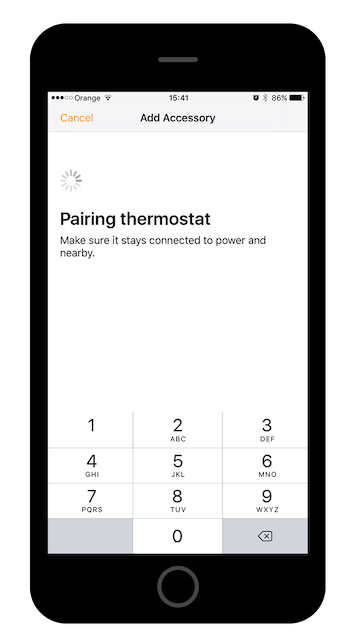 Orange 15:41 86%
Cancel Add Accessory
Pairing thermostat
Make sure it stays connected to power and
nearby.
1 2 3
ABC DEF
4 5 6
GHI JKL MNO
7 8 9
PQRS TUV WXYZ
0